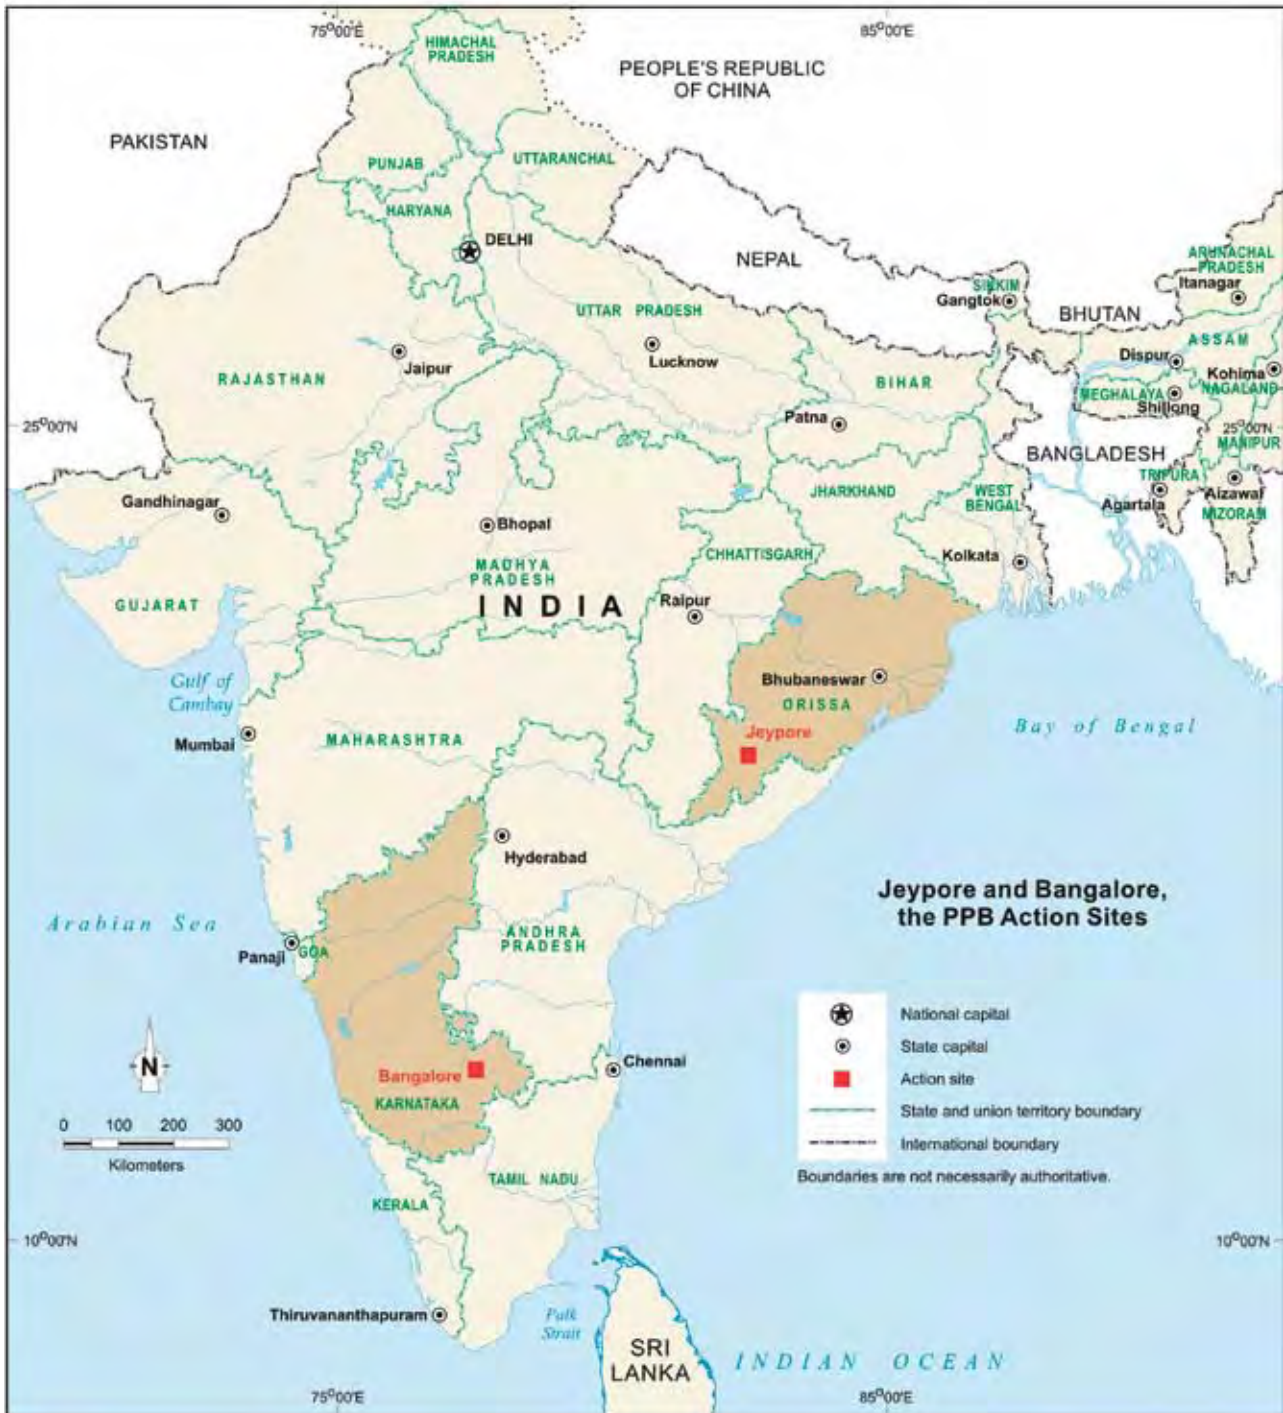 75°00'E
85°00'E
HIMACHAL
PRADESH
PEOPLE'S REPUBLIC
OF CHINA
PAKISTAN
PUNJAB
UTTARANCHAL
HARYANA
DELHI
NEPAL
ARUNACHAL
PRADESH
Itanagar
SIKKIM
Gangtok
BHUTAN
UTTAR PRADESH
Lucknow
Jaipur
RAJASTHAN
ASSAM
Dispur
Kohima
NAGALAND
BIHAR
MEGHALAYA
Shillong
Patna
25°00'N
25°00'N
MANIPUR
BANGLADESH
TRIPURA
Agartala
Aizawal
MIZORAM
JHARKHAND
WEST
BENGAL
Gandhinagar
Bhopal
MADHYA
PRADESH
CHHATTISGARH
Kolkata
GUJARAT
INDIA
Raipur
Gulf of
Cambay
Bhubaneswar
ORISSA
Jeypore
Bay of Bengal
Mumbai
MAHARASHTRA
Hyderabad
Jeypore and Bangalore,
the PPB Action Sites
Arabian Sea
ANDHRA
PRADESH
Panaji
GOA
National capital
State capital
Action site
State and union territory boundary
International boundary
Boundaries are not necessarily authoritative.
N
Bangalore
Chennai
KARNATAKA
0 100 200 300
Kilometers
TAMIL NADU
KERALA
10°00'N
10°00'N
Thiruvananthapuram
Palk
Strait
SRI
LANKA
INDIAN OCEAN
75°00'E
85°00'E